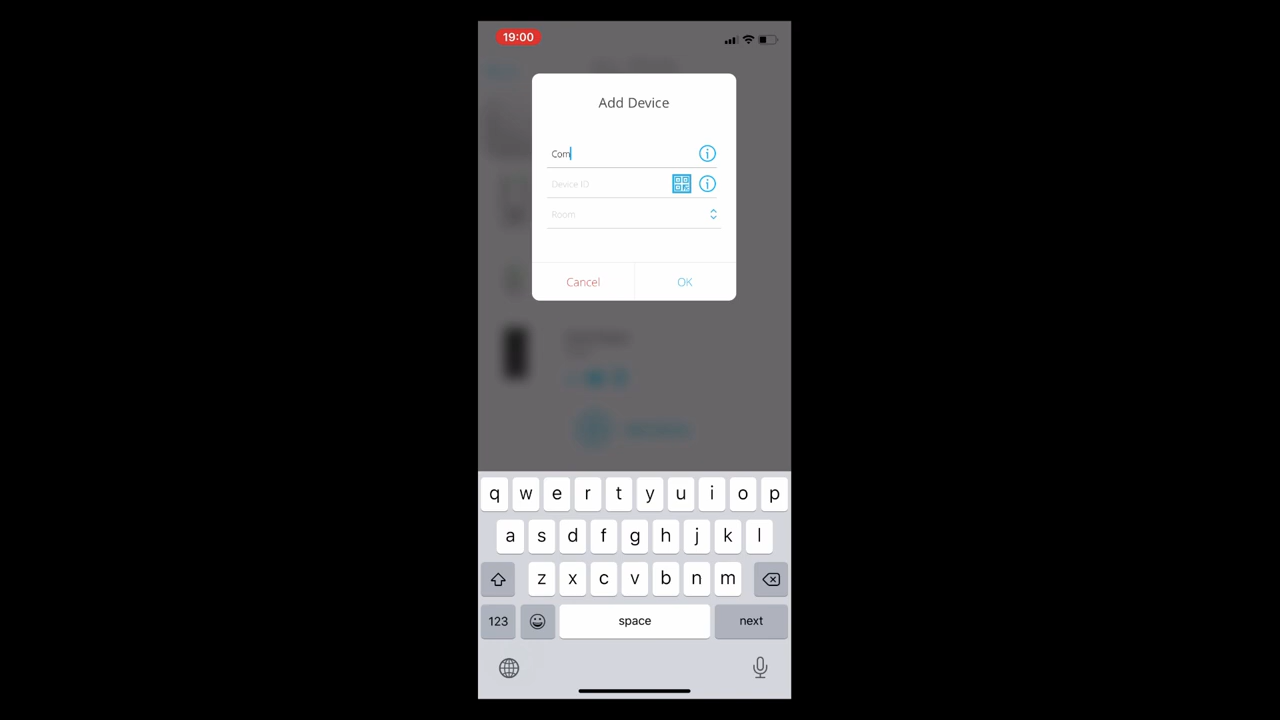 19:00
Add Device
Com
Device ID
Room
Cancel
OK
q w e r t y u i o p
a s d f g h j k l
z x c v b n m
123
space
next